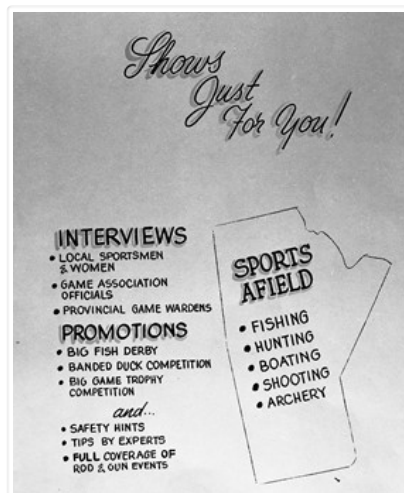 Shows
Just
For You!
INTERVIEWS
• LOCAL SPORTSMEN
& WOMEN
• GAME ASSOCIATION
OFFICIALS
• PROVINCIAL GAME WARDENS
PROMOTIONS
• BIG FISH DERBY
• BANDED DUCK COMPETITION
• BIG GAME TROPHY
COMPETITION
and...
• SAFETY HINTS
• TIPS BY EXPERTS
• FULL COVERAGE OF
ROD & GUN EVENTS
SPORTS
AFIELD
• FISHING
• HUNTING
• BOATING
• SHOOTING
• ARCHERY